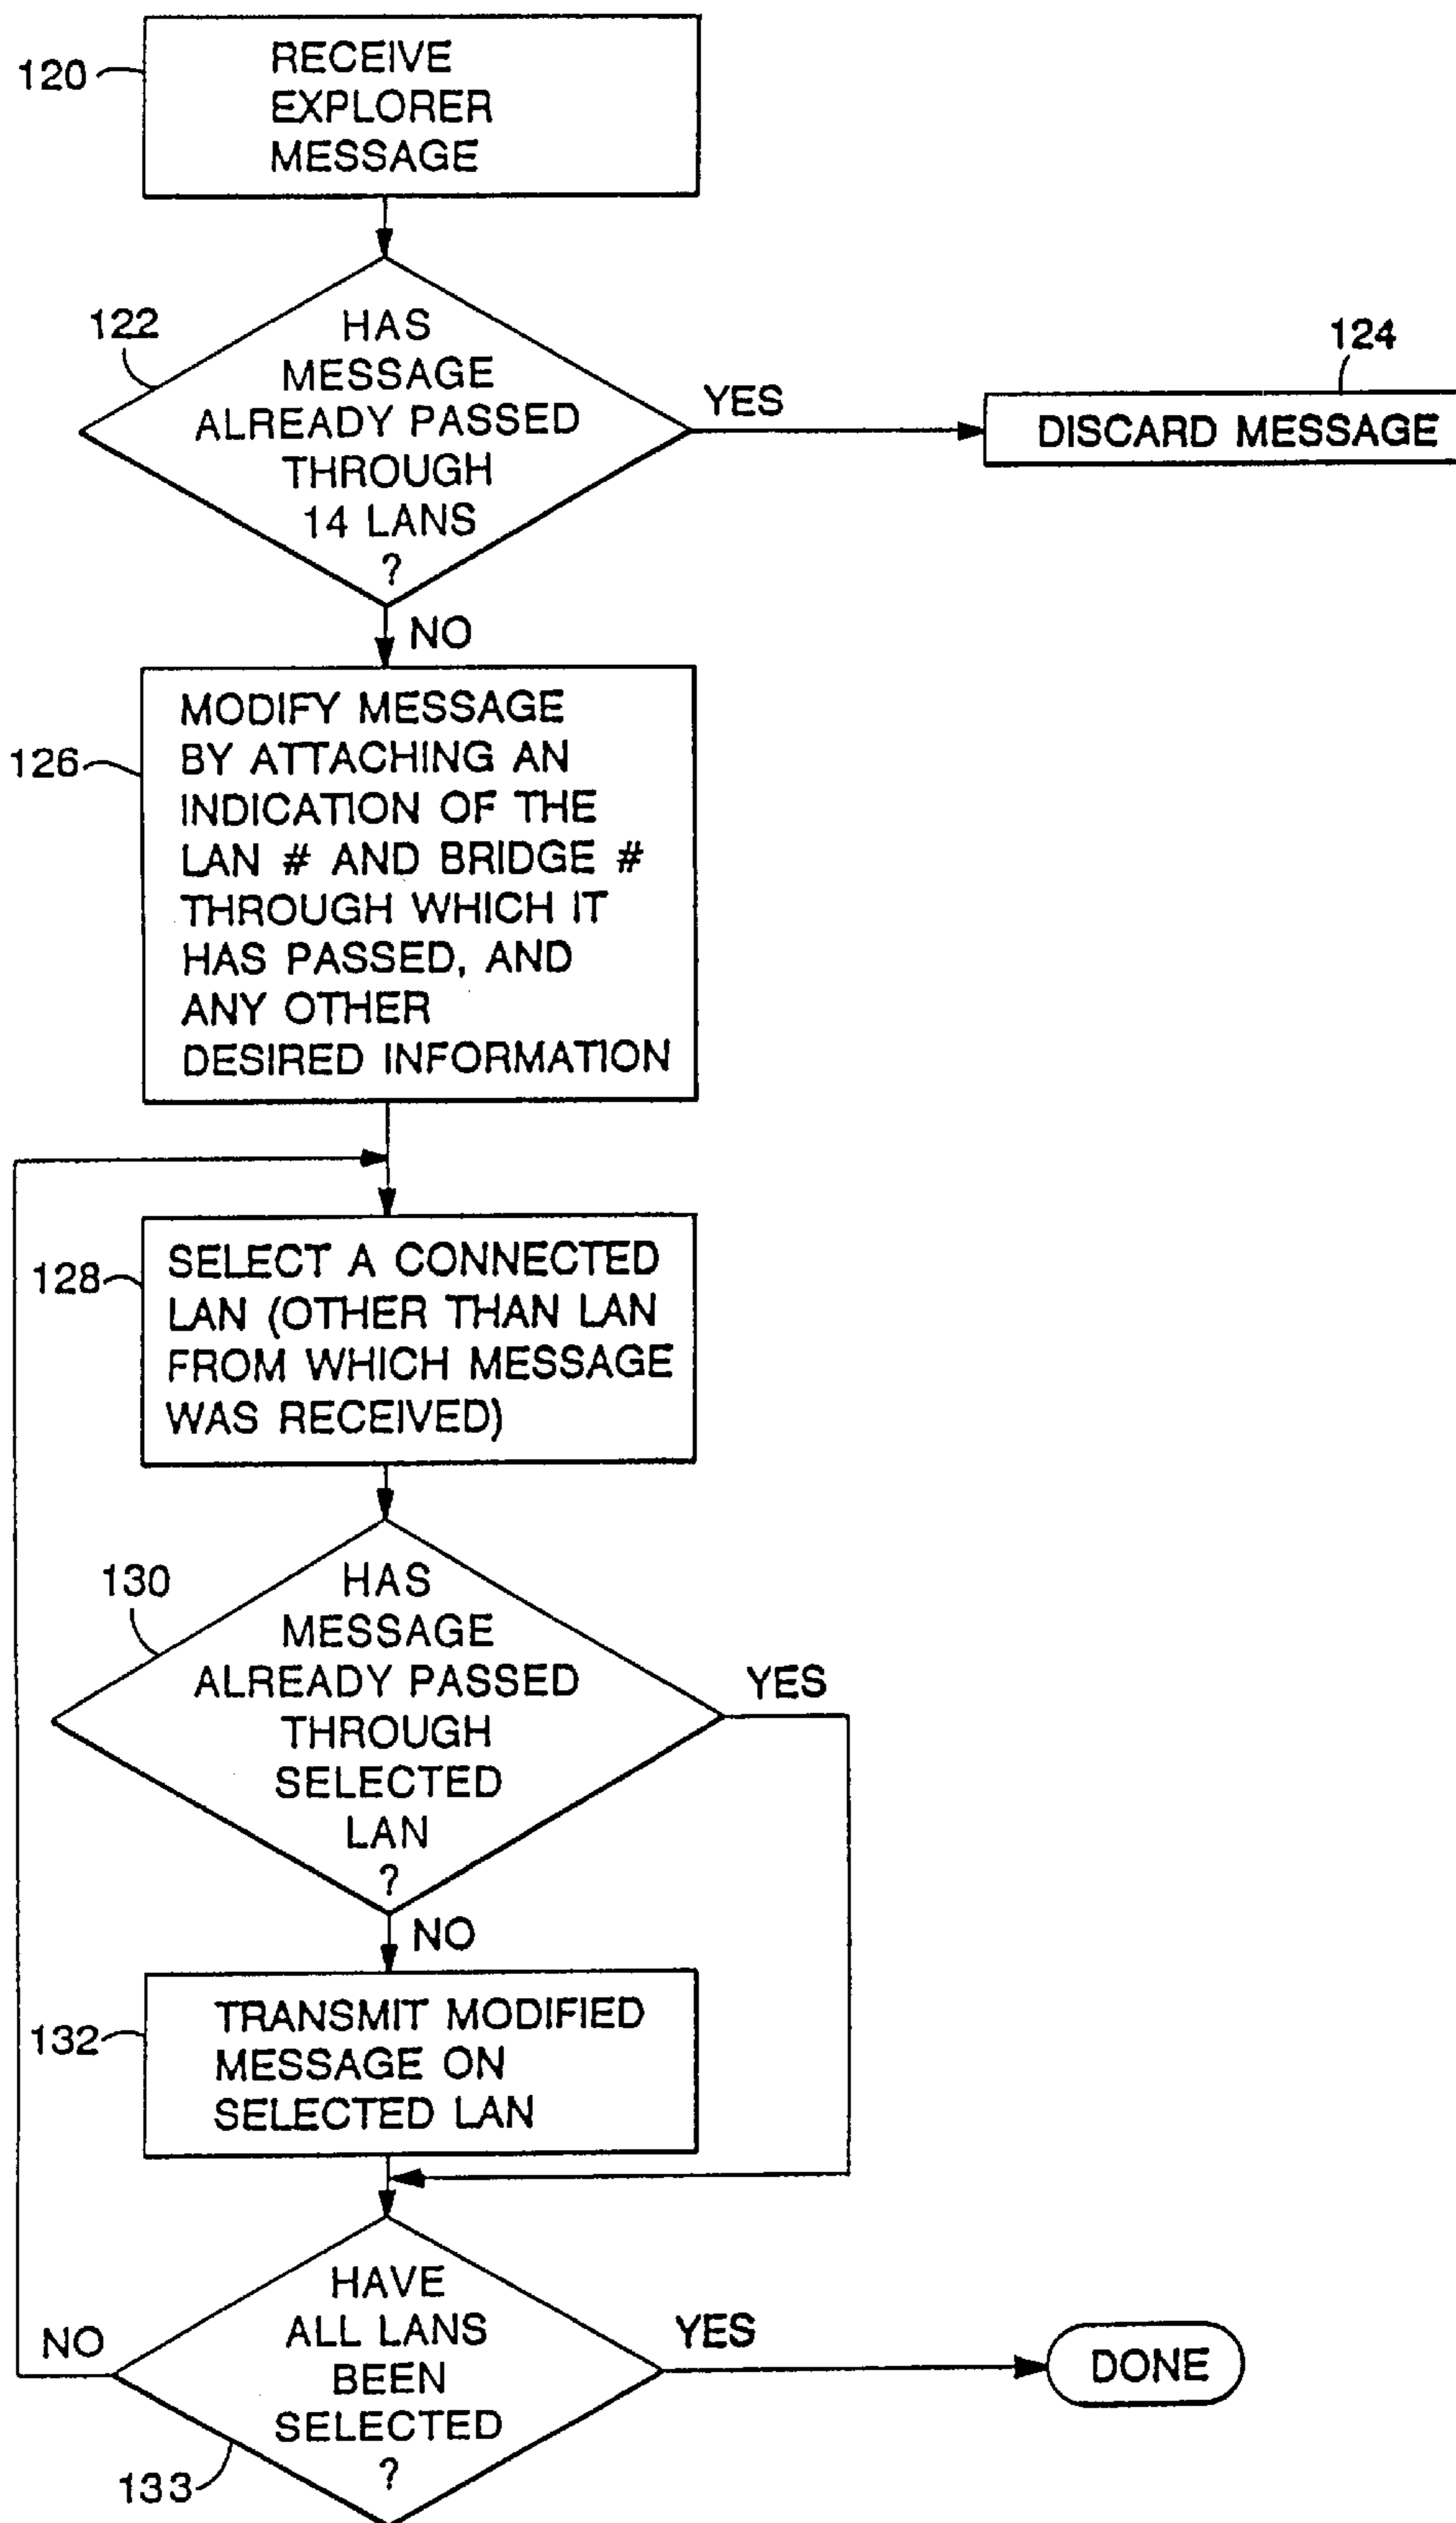 120
RECEIVE
EXPLORER
MESSAGE
122
HAS
MESSAGE
ALREADY PASSED
THROUGH
14 LANS
?
YES
124
DISCARD MESSAGE
NO
126
MODIFY MESSAGE
BY ATTACHING AN
INDICATION OF THE
LAN # AND BRIDGE #
THROUGH WHICH IT
HAS PASSED, AND
ANY OTHER
DESIRED INFORMATION
128
SELECT A CONNECTED
LAN (OTHER THAN LAN
FROM WHICH MESSAGE
WAS RECEIVED)
130
HAS
MESSAGE
ALREADY PASSED
THROUGH
SELECTED
LAN
?
YES
NO
132
TRANSMIT MODIFIED
MESSAGE ON
SELECTED LAN
NO
HAVE
ALL LANS
BEEN
SELECTED
?
YES
DONE
133